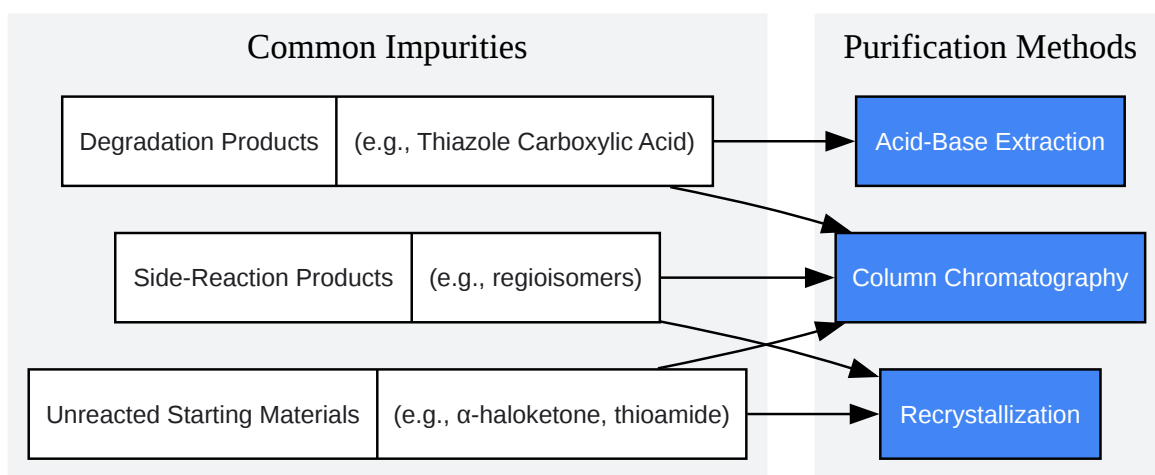 Common Impurities
Purification Methods
Degradation Products
(e.g., Thiazole Carboxylic Acid)
Acid-Base Extraction
Side-Reaction Products
(e.g., regioisomers)
Column Chromatography
Unreacted Starting Materials
(e.g., α-haloketone, thioamide)
Recrystallization